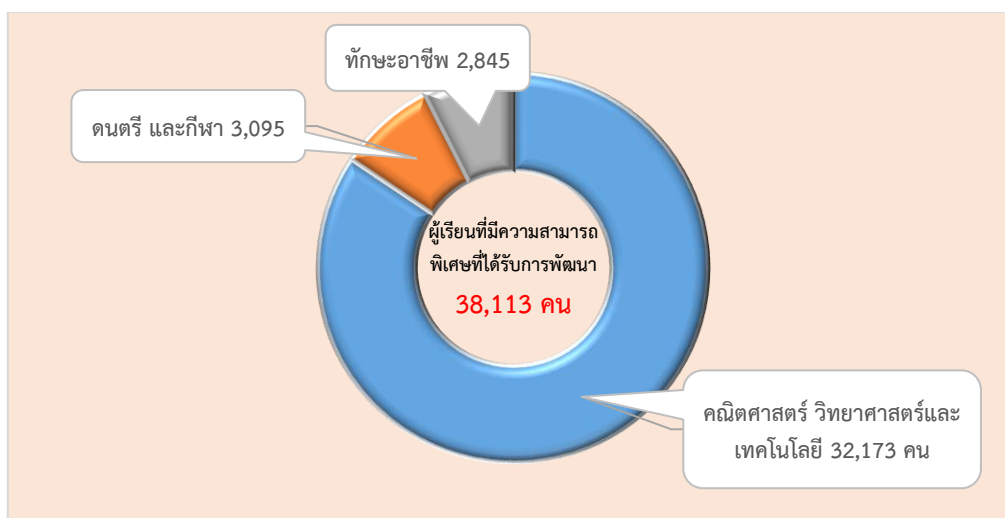 ทักษะอาชีพ 2,845
ดนตรี และกีฬา 3,095
ผู้เรียนที่มีความสามารถ
พิเศษที่ได้รับการพัฒนา
38,113 คน
คณิตศาสตร์ วิทยาศาสตร์และ
เทคโนโลยี 32,173 คน